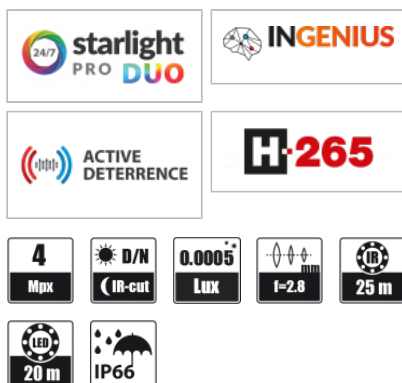 24/7
starlight
PRO DUO
INGENIUS
ACTIVE
DETERRENCE
H·265
4
Mpx
D/N
IR-cut
0.0005
Lux
mm
f=2.8
IR
25 m
LED
20 m
IP66